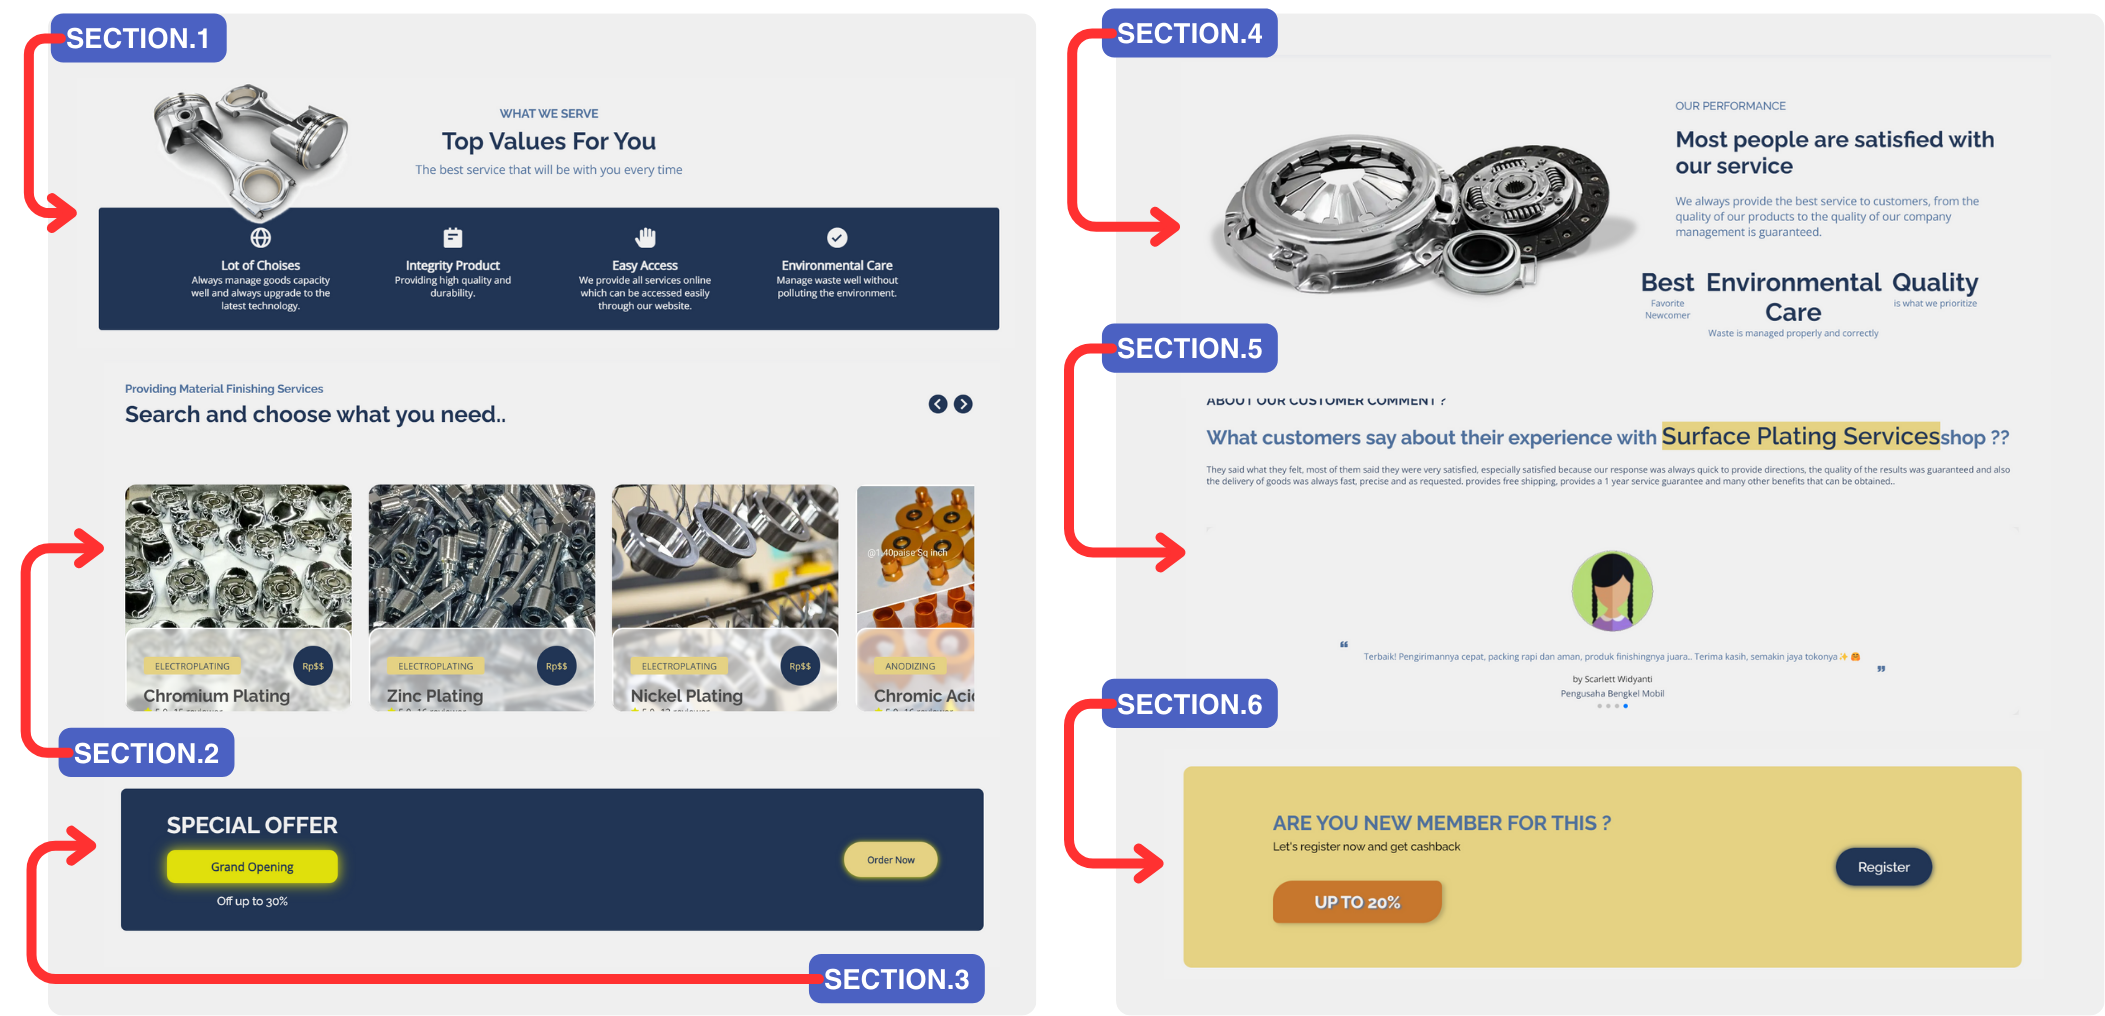 SECTION.1
WHAT WE SERVE
Top Values For You
The best service that will be with you every time
Lot of Choises
Always manage goods capacity
well and always upgrade to the
latest technology.
Integrity Product
Providing high quality and
durability.
Easy Access
We provide all services online
which can be accessed easily
through our website.
Environmental Care
Manage waste well without
polluting the environment.
Providing Material Finishing Services
Search and choose what you need..
ELECTROPLATING
Rp$$
Chromium Plating
ELECTROPLATING
Rp$$
Zinc Plating
ELECTROPLATING
Rp$$
Nickel Plating
@1.40paise Sq inch
ANODIZING
Chromic Acid
SECTION.2
SPECIAL OFFER
Grand Opening
Off up to 30%
Order Now
SECTION.3
SECTION.4
OUR PERFORMANCE
Most people are satisfied with
our service
We always provide the best service to customers, from the
quality of our products to the quality of our company
management is guaranteed.
Best
Favorite
Newcomer
Environmental
Care
Waste is managed properly and correctly
Quality
is what we prioritize
SECTION.5
ABOUT OUR CUSTOMER COMMENT ?
What customers say about their experience with Surface Plating Servicesshop ??
They said what they felt, most of them said they were very satisfied, especially satisfied because our response was always quick to provide directions, the quality of the results was guaranteed and also
the delivery of goods was always fast, precise and as requested. provides free shipping, provides a 1 year service guarantee and many other benefits that can be obtained..
❝ Terbaik! Pengirimannya cepat, packing rapi dan aman, produk finishingnya juara.. Terima kasih, semakin jaya tokonya✨🤗 ❞
by Scarlett Widyanti
Pengusaha Bengkel Mobil
SECTION.6
ARE YOU NEW MEMBER FOR THIS ?
Let's register now and get cashback
UP TO 20%
Register